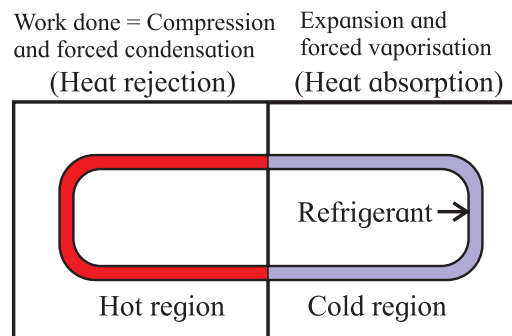 Work done = Compression
and forced condensation
(Heat rejection)
Expansion and
forced vaporisation
(Heat absorption)
Refrigerant
Hot region
Cold region